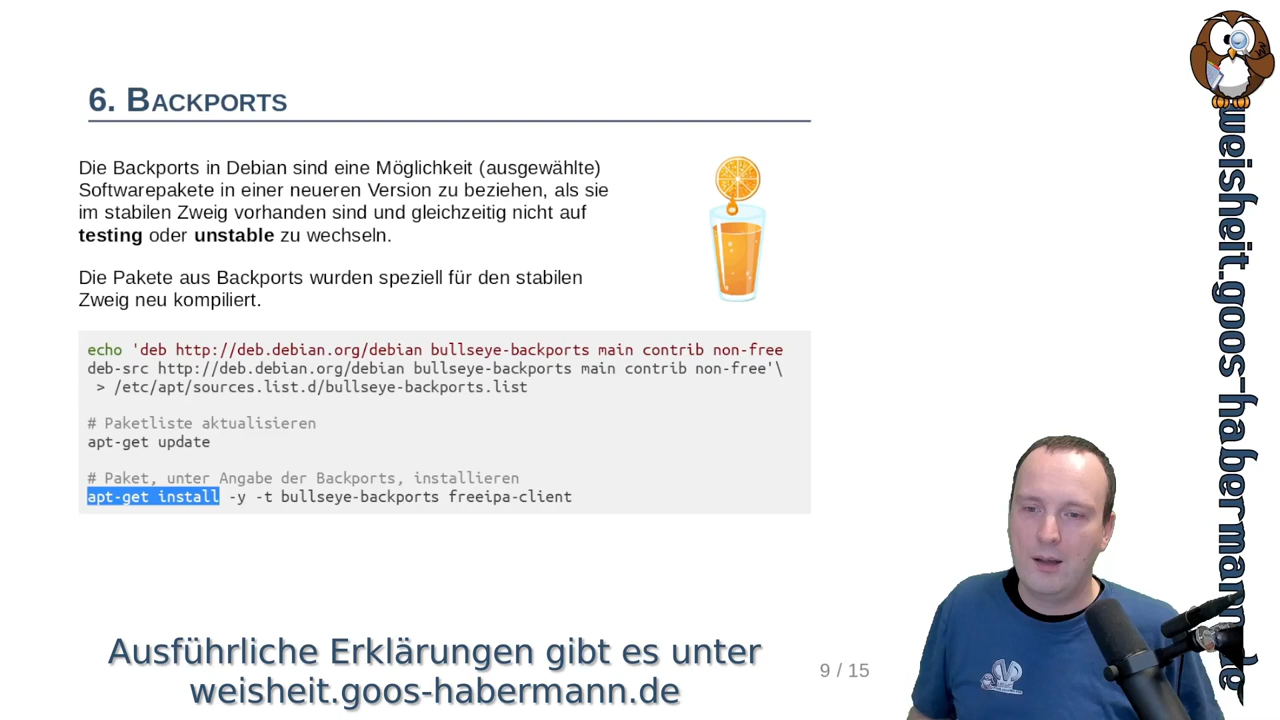 6. Backports
Die Backports in Debian sind eine Möglichkeit (ausgewählte)
Softwarepakete in einer neueren Version zu beziehen, als sie
im stabilen Zweig vorhanden sind und gleichzeitig nicht auf
testing oder unstable zu wechseln.
Die Pakete aus Backports wurden speziell für den stabilen
Zweig neu kompiliert.
echo 'deb http://deb.debian.org/debian bullseye-backports main contrib non-free
deb-src http://deb.debian.org/debian bullseye-backports main contrib non-free'\
 > /etc/apt/sources.list.d/bullseye-backports.list
# Paketliste aktualisieren
apt-get update
# Paket, unter Angabe der Backports, installieren
apt-get install -y -t bullseye-backports freeipa-client
Ausführliche Erklärungen gibt es unter
weisheit.goos-habermann.de
9 / 15
weisheit.goos-habermann.de